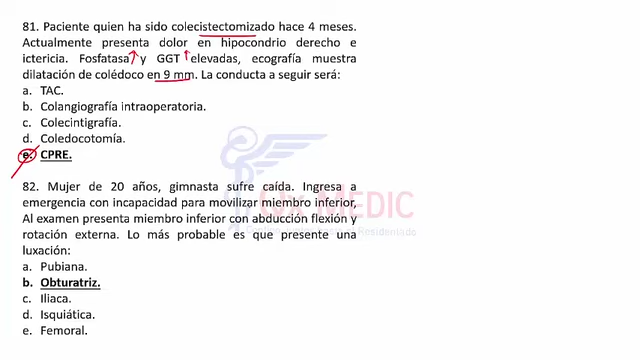 81. Paciente quien ha sido colecistectomizado hace 4 meses.
Actualmente presenta dolor en hipocondrio derecho e
ictericia. Fosfatasa y GGT elevadas, ecografía muestra
dilatación de colédoco en 9 mm. La conducta a seguir será:
a. TAC.
b. Colangiografía intraoperatoria.
c. Colecintigrafía.
d. Coledocotomía.
e. CPRE.
82. Mujer de 20 años, gimnasta sufre caída. Ingresa a
emergencia con incapacidad para movilizar miembro inferior,
Al examen presenta miembro inferior con abducción flexión y
rotación externa. Lo más probable es que presente una
luxación:
a. Pubiana.
b. Obturatriz.
c. Iliaca.
d. Isquiática.
e. Femoral.
MEDIC